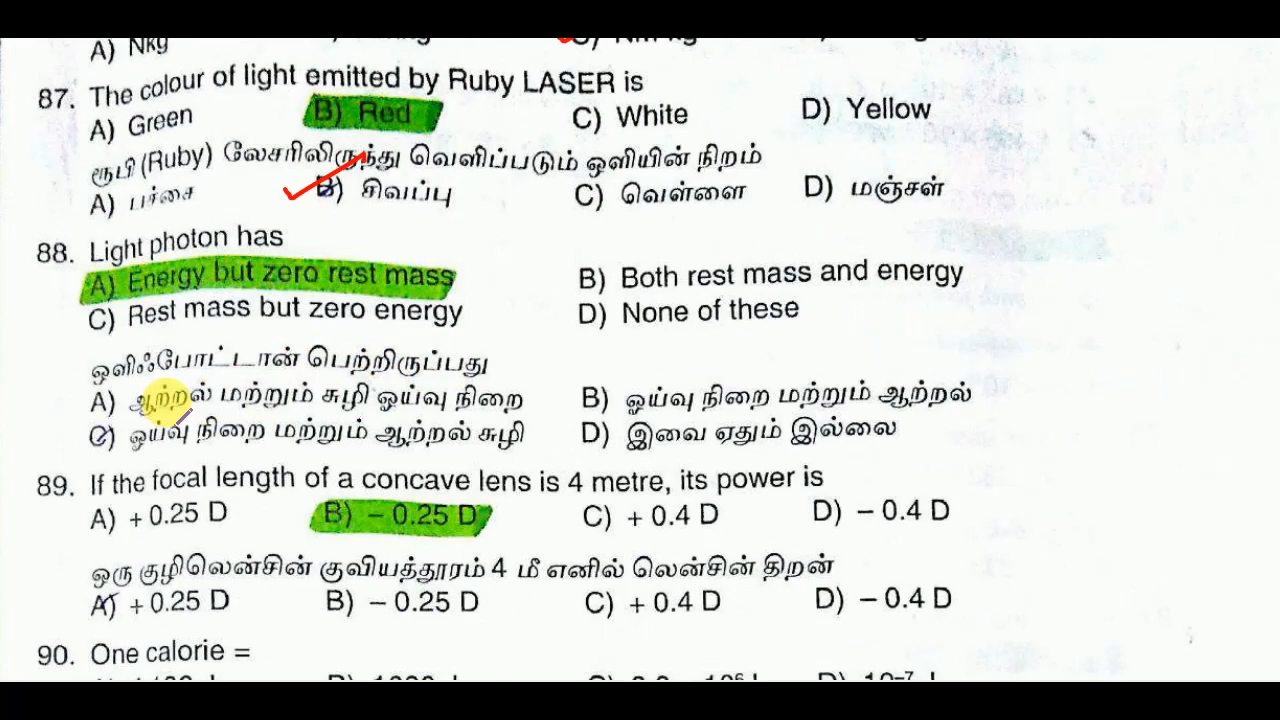 A) Nkg
87. The colour of light emitted by Ruby LASER is
A) Green B) Red C) White D) Yellow
ரூபி (Ruby) லேசரிலிருந்து வெளிப்படும் ஒளியின் நிறம்
A) பச்சை B) சிவப்பு C) வெள்ளை D) மஞ்சள்
88. Light photon has
A) Energy but zero rest mass B) Both rest mass and energy
C) Rest mass but zero energy D) None of these
ஒளிஃபோட்டான் பெற்றிருப்பது
A) ஆற்றல் மற்றும் சுழி ஓய்வு நிறை B) ஓய்வு நிறை மற்றும் ஆற்றல்
C) ஓய்வு நிறை மற்றும் ஆற்றல் சுழி D) இவை ஏதும் இல்லை
89. If the focal length of a concave lens is 4 metre, its power is
A) + 0.25 D B) – 0.25 D C) + 0.4 D D) – 0.4 D
ஒரு குழிலென்சின் குவியத்தூரம் 4 மீ எனில் லென்சின் திறன்
A) + 0.25 D B) – 0.25 D C) + 0.4 D D) – 0.4 D
90. One calorie =